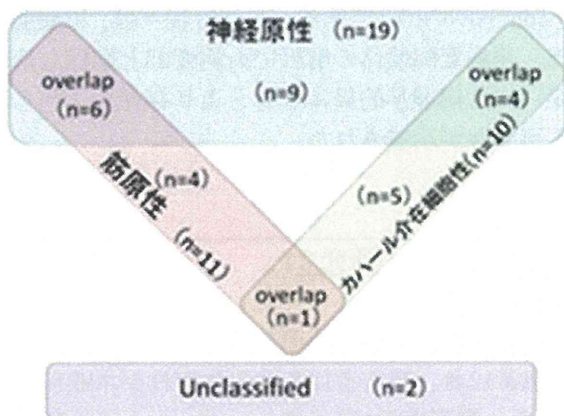 神経原性 (n=19)
overlap
(n=6)
(n=9)
overlap
(n=4)
(n=4)
筋原性 (n=11)
(n=5)
カハール介在細胞性(n=10)
overlap
(n=1)
Unclassified (n=2)